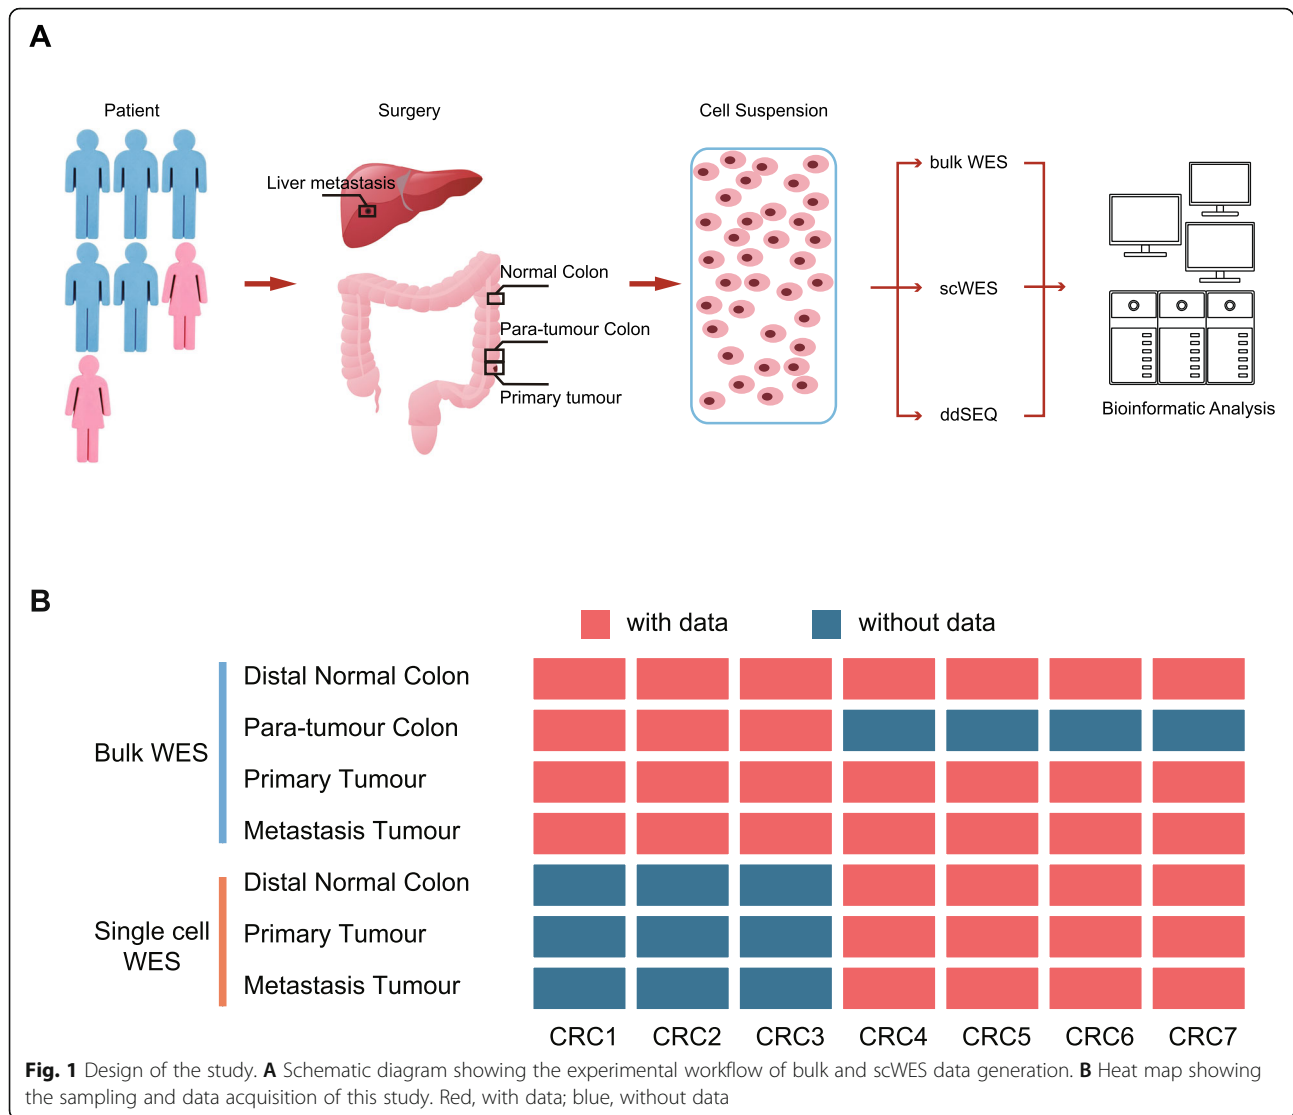 A
Patient
Surgery
Cell Suspension
Liver metastasis
Normal Colon
Para-tumour Colon
Primary tumour
bulk WES
scWES
ddSEQ
Bioinformatic Analysis
B
with data
without data
Bulk WES
Distal Normal Colon
Para-tumour Colon
Primary Tumour
Metastasis Tumour
Single cell
WES
Distal Normal Colon
Primary Tumour
Metastasis Tumour
CRC1 CRC2 CRC3 CRC4 CRC5 CRC6 CRC7
Fig. 1 Design of the study. A Schematic diagram showing the experimental workflow of bulk and scWES data generation. B Heat map showing
the sampling and data acquisition of this study. Red, with data; blue, without data